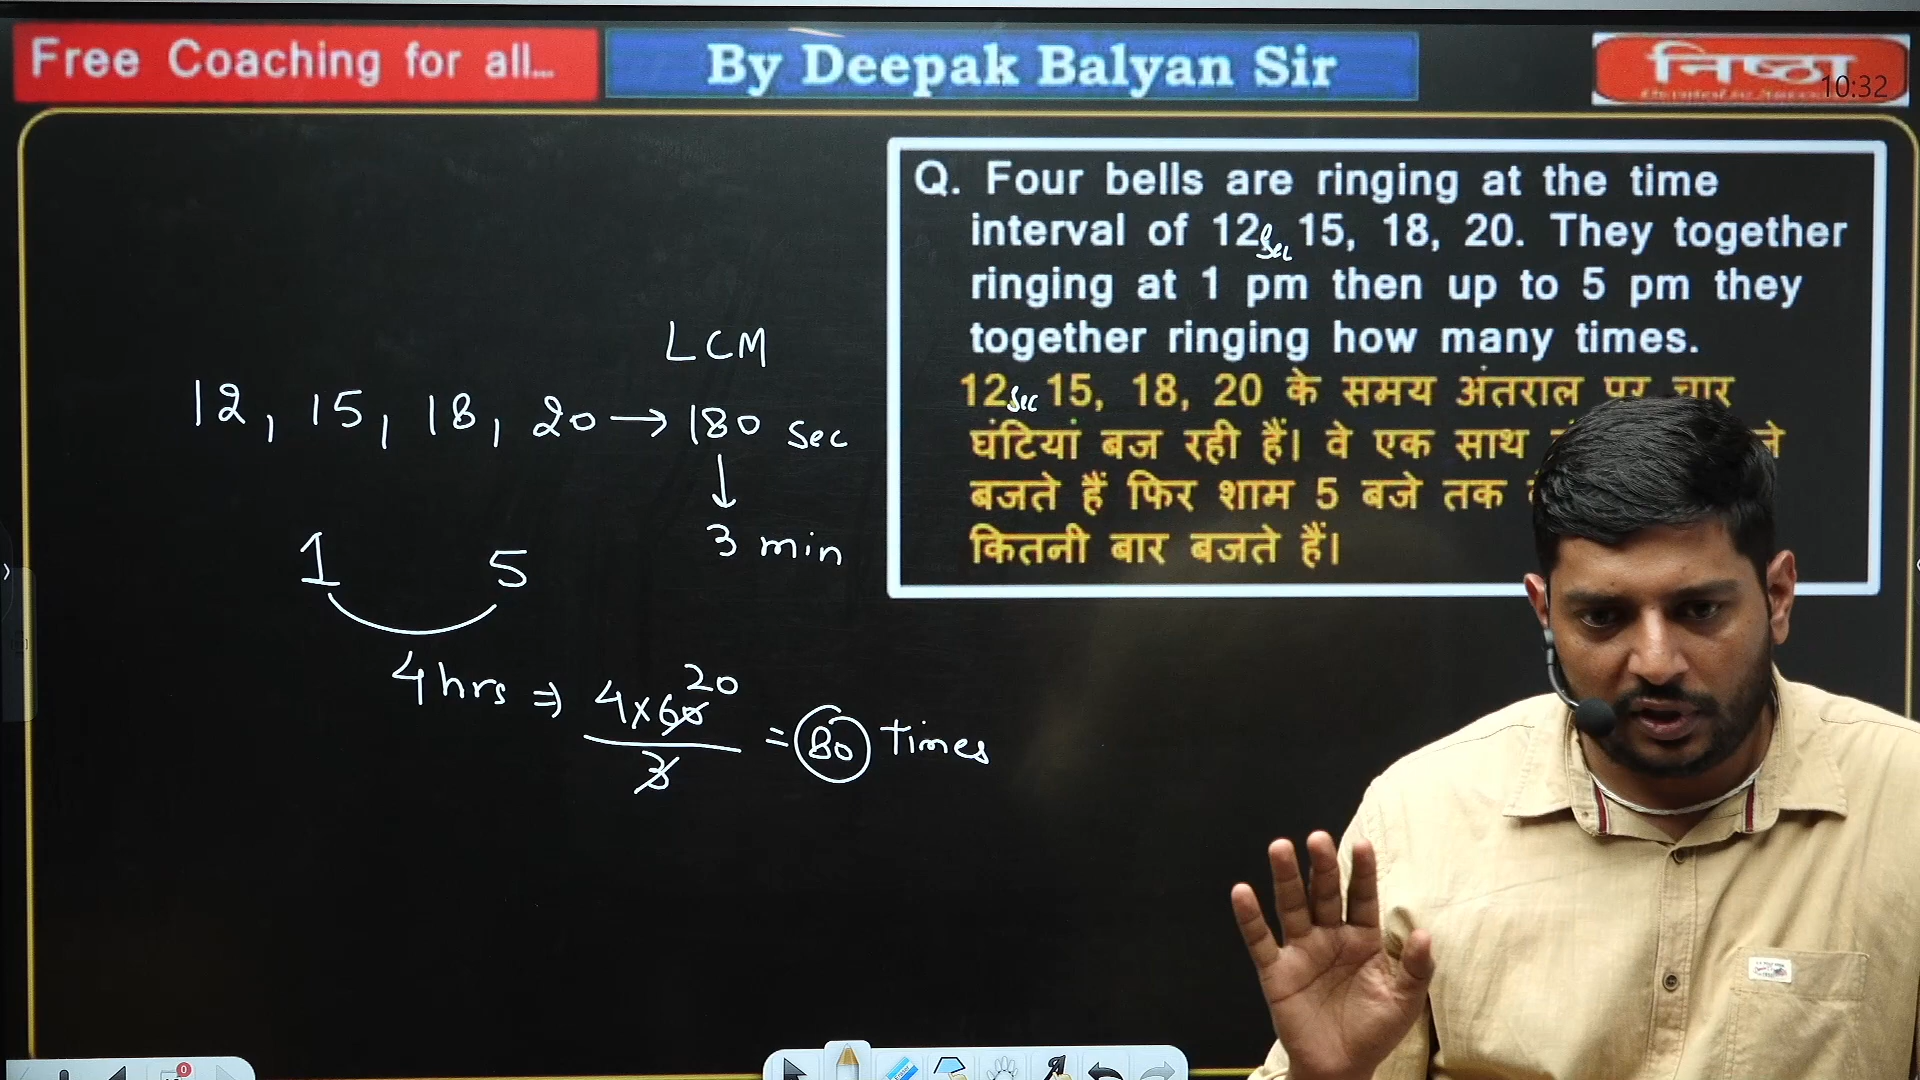 Free Coaching for all...
By Deepak Balyan Sir
निष्ठा
10:32
Q. Four bells are ringing at the time
interval of 12, sec 15, 18, 20. They together
ringing at 1 pm then up to 5 pm they
together ringing how many times.
12, sec 15, 18, 20 के समय अंतराल पर चार
घंटियां बज रही हैं। वे एक साथ
बजते हैं फिर शाम 5 बजे तक
कितनी बार बजते हैं।
LCM
12, 15, 18, 20 → 180 sec
↓
3 min
1 5
4 hrs ⇒ 4×60 20
3
= 80 times
0